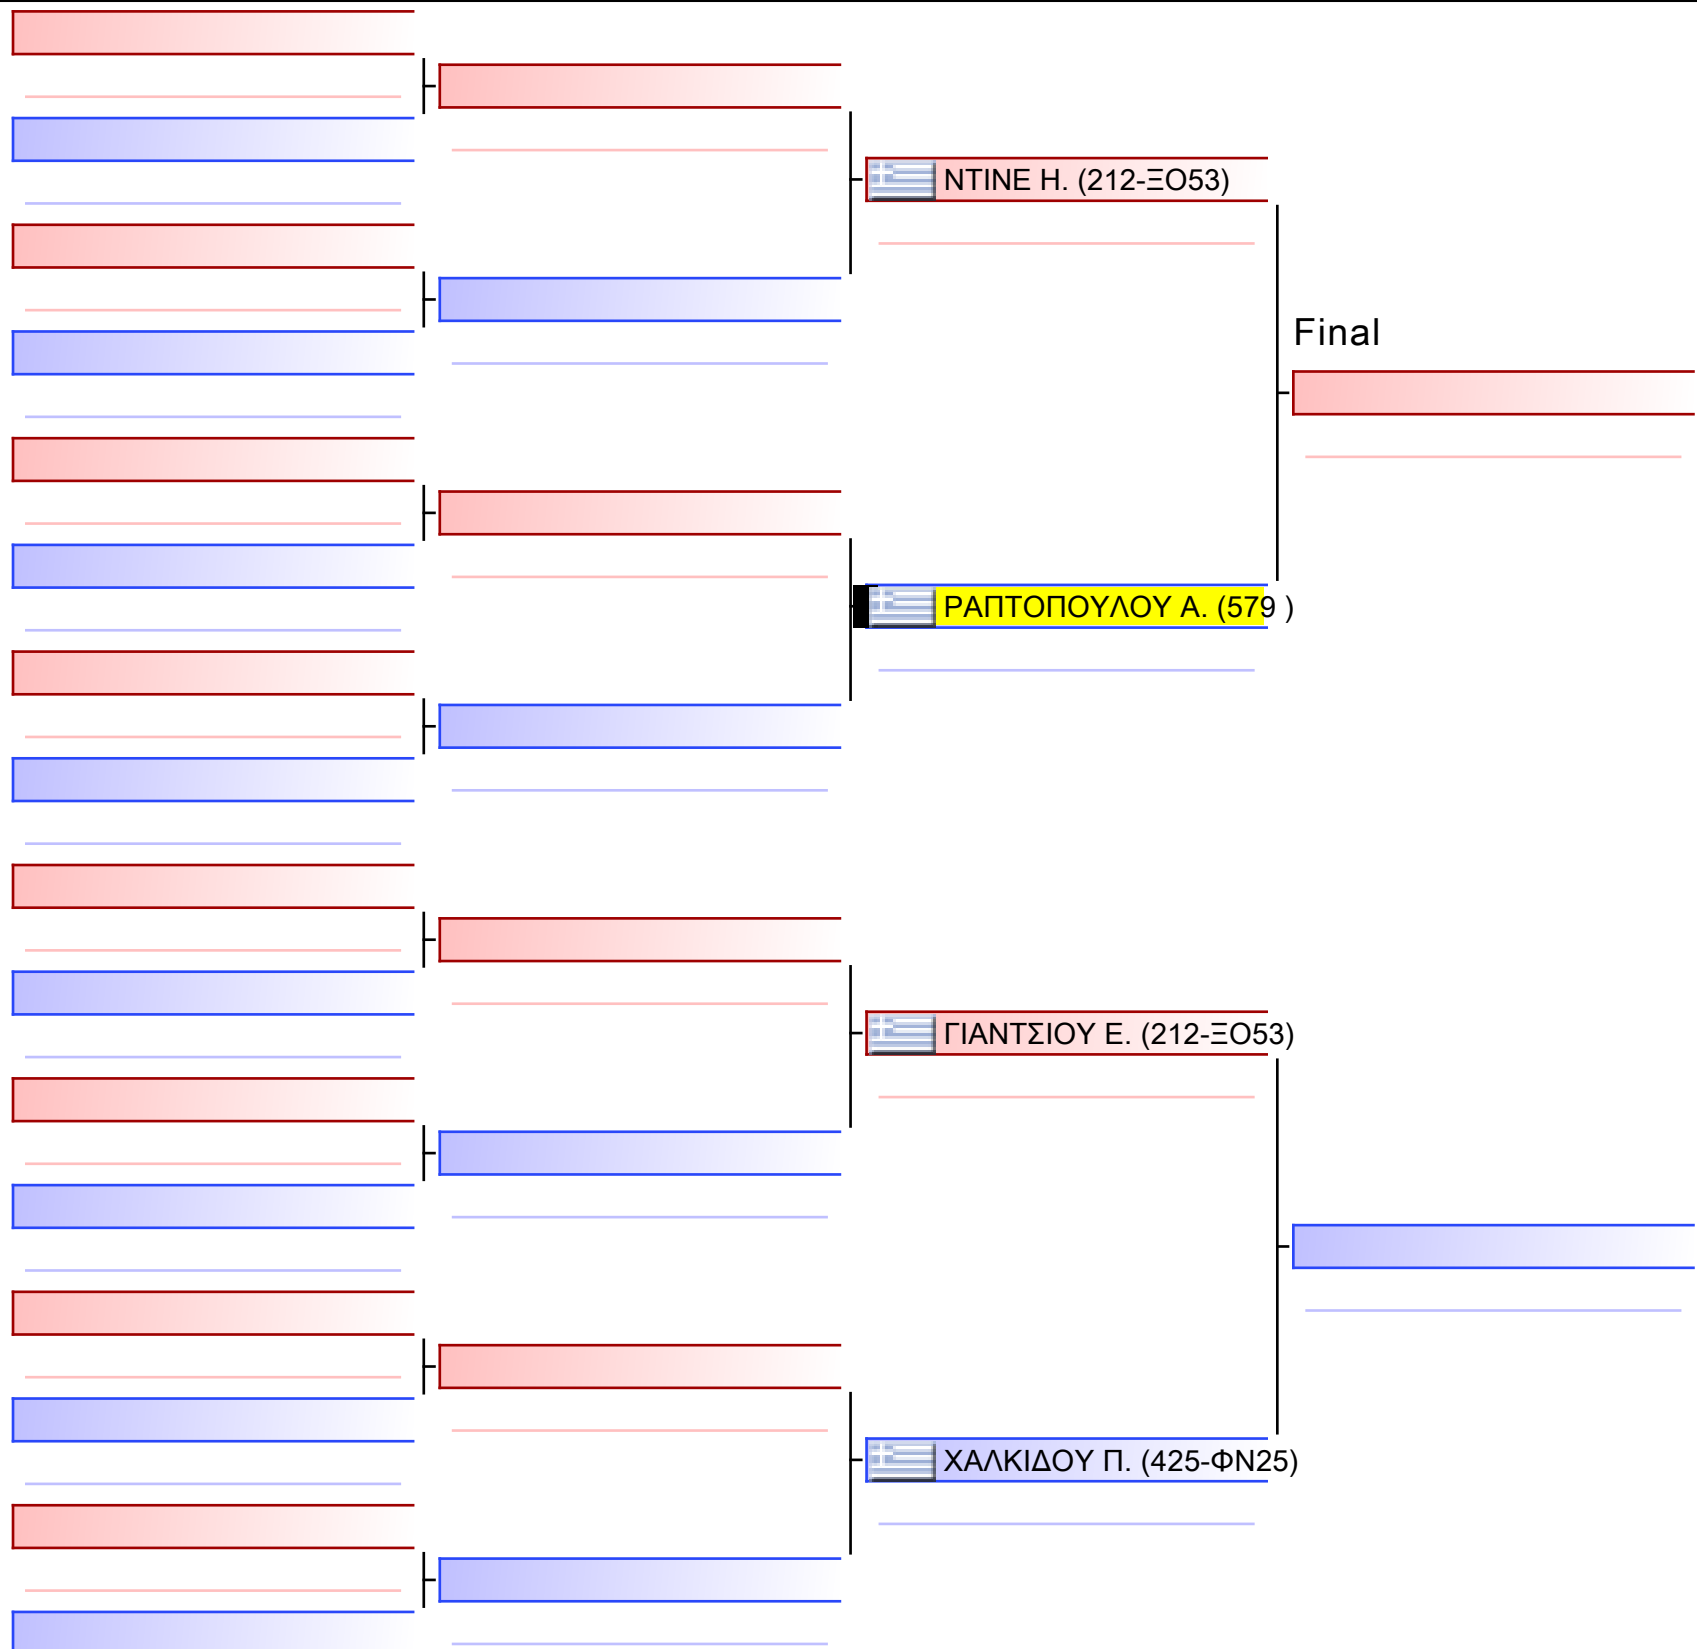 ΝΤΙΝΕ Η. (212-ΞΟ53)
Final
ΡΑΠΤΟΠΟΥΛΟΥ Α. (579 )
ΓΙΑΝΤΣΙΟΥ Ε. (212-ΞΟ53)
ΧΑΛΚΙΔΟΥ Π. (425-ΦΝ25)